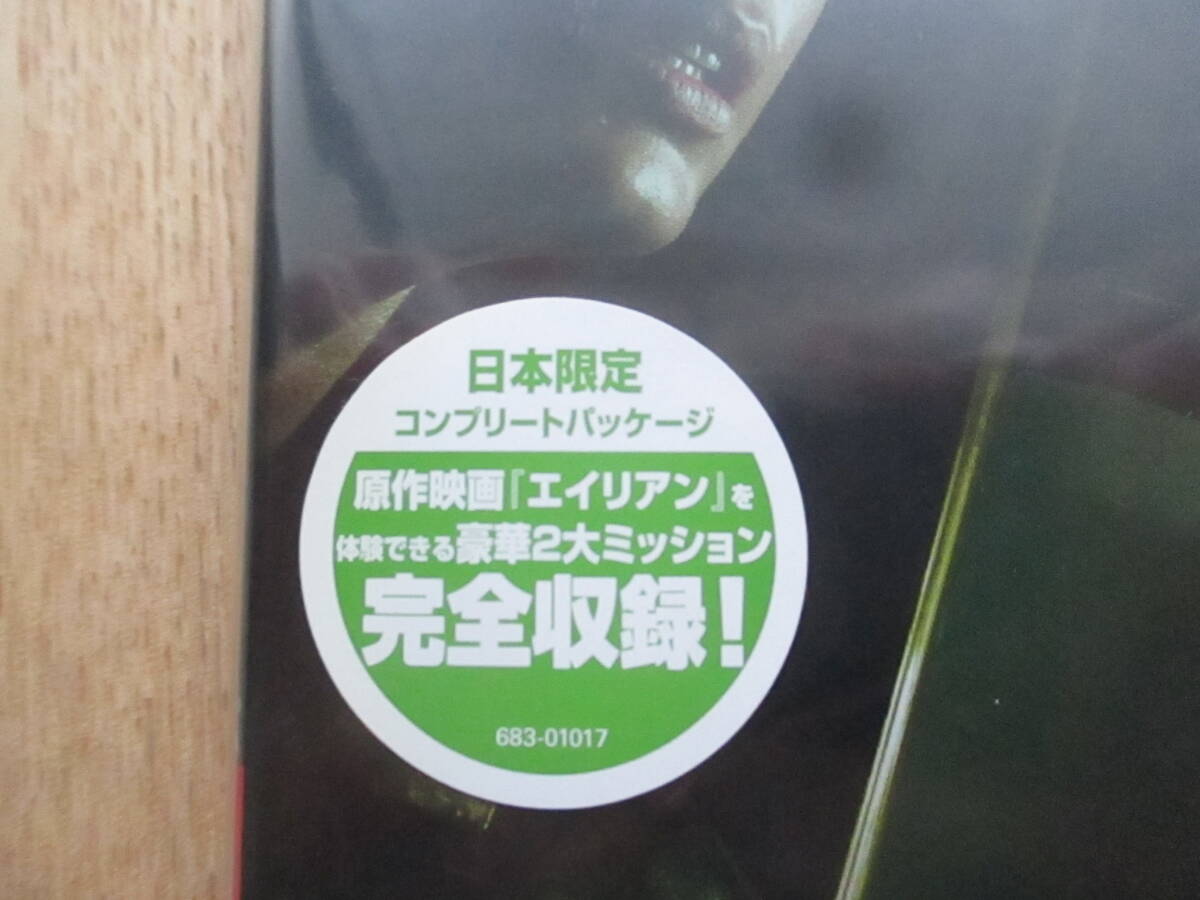 日本限定
コンプリートパッケージ
原作映画『エイリアン』を
体験できる豪華2大ミッション
完全収録!
683-01017